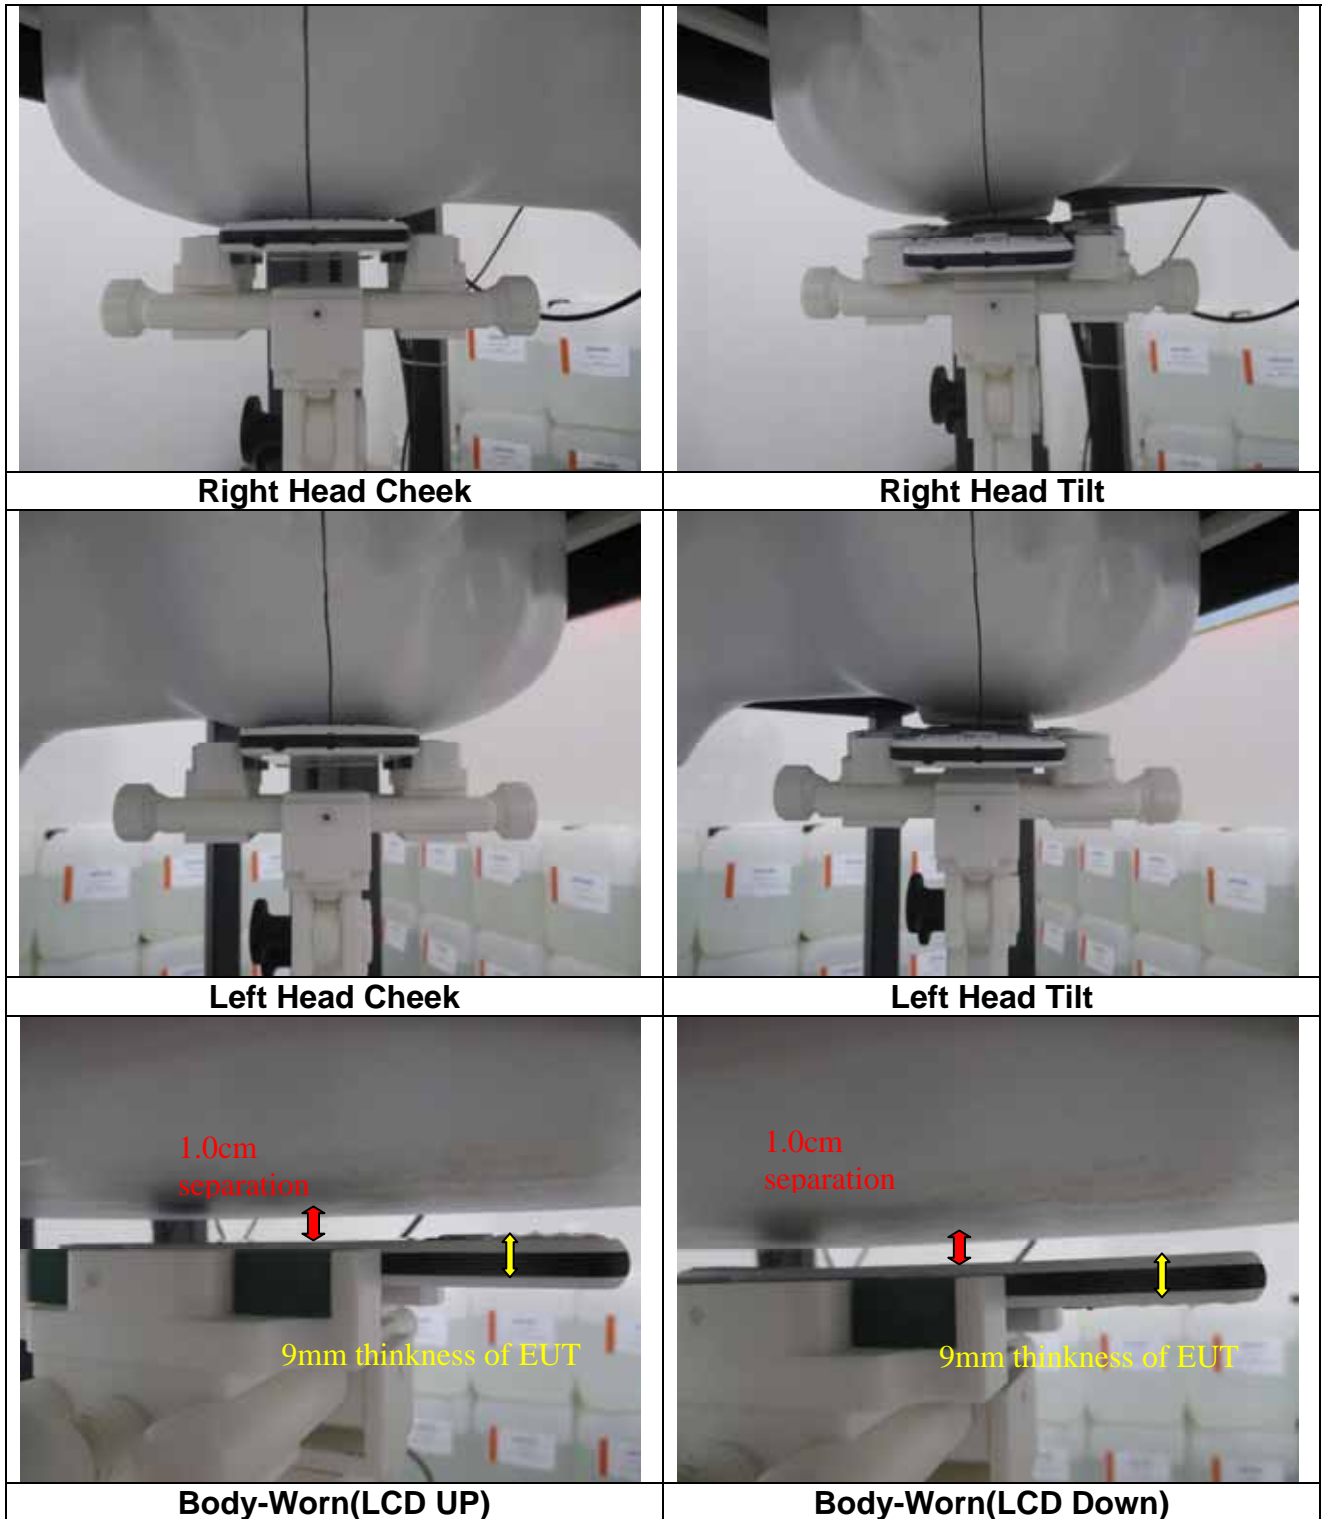 Right Head Cheek
Right Head Tilt
Left Head Cheek
Left Head Tilt
1.0cm
separation
9mm thinkness of EUT
1.0cm
separation
9mm thinkness of EUT
Body-Worn(LCD UP)
Body-Worn(LCD Down)